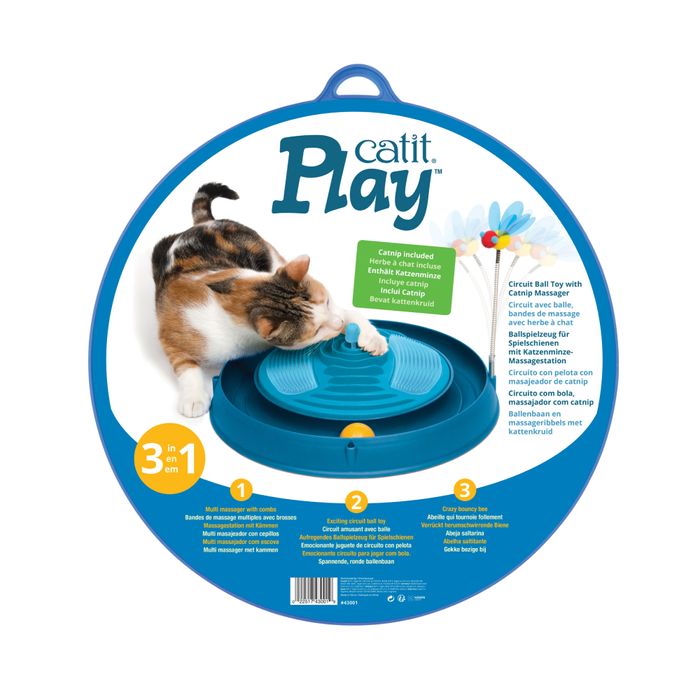 catit®
Play™
Catnip included
Herbe à chat incluse
Enthält Katzenminze
Incluye catnip
Inclui Catnip
Bevat kattenkruid
Circuit Ball Toy with
Catnip Massager
Circuit avec balle,
bandes de massage
avec herbe à chat
Ballspielzeug für
Spielschienen
mit Katzenminze-
Massagestation
Circuito con pelota con
masajeador de catnip
Circuito com bola,
massajador com catnip
Ballenbaan en
massageribbels met
kattenkruid
3 in en em 1
1
Multi massager with combs
Bandes de massage multiples avec brosses
Massagestation mit Kämmen
Multi masajeador con cepillos
Multi massajador com escova
Multi massager met kammen
2
Exciting circuit ball toy
Circuit amusant avec balle
Aufregendes Ballspielzeug für Spielschienen
Emocionante juguete de circuito con pelota
Emocionante circuito para jogar com bola.
Spannende, ronde ballenbaan
3
Crazy bouncy bee
Abeille qui tournoie follement
Verrückt herumschwirrende Biene
Abeja saltarina
Abelha saltitante
Gekke bezige bij
0 22517 43001 9
#43001